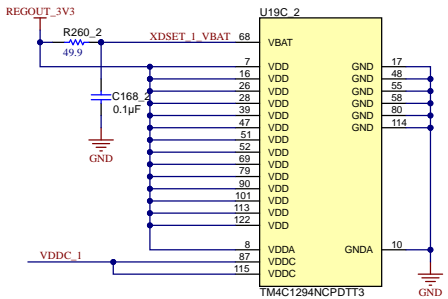 REGOUT_3V3
U19C_2
R260_2
XDSET_1_VBAT 68 VBAT
49.9
7 VDD GND 17
16 VDD GND 48
26 VDD GND 55
28 VDD GND 58
39 VDD GND 80
47 VDD GND 114
51 VDD
52 VDD
69 VDD
79 VDD
90 VDD
101 VDD
113 VDD
122 VDD
C168_2
0.1µF
GND
8 VDDA GNDA 10
VDDC_1 87 VDDC
115 VDDC
GND
TM4C1294NCPDTT3